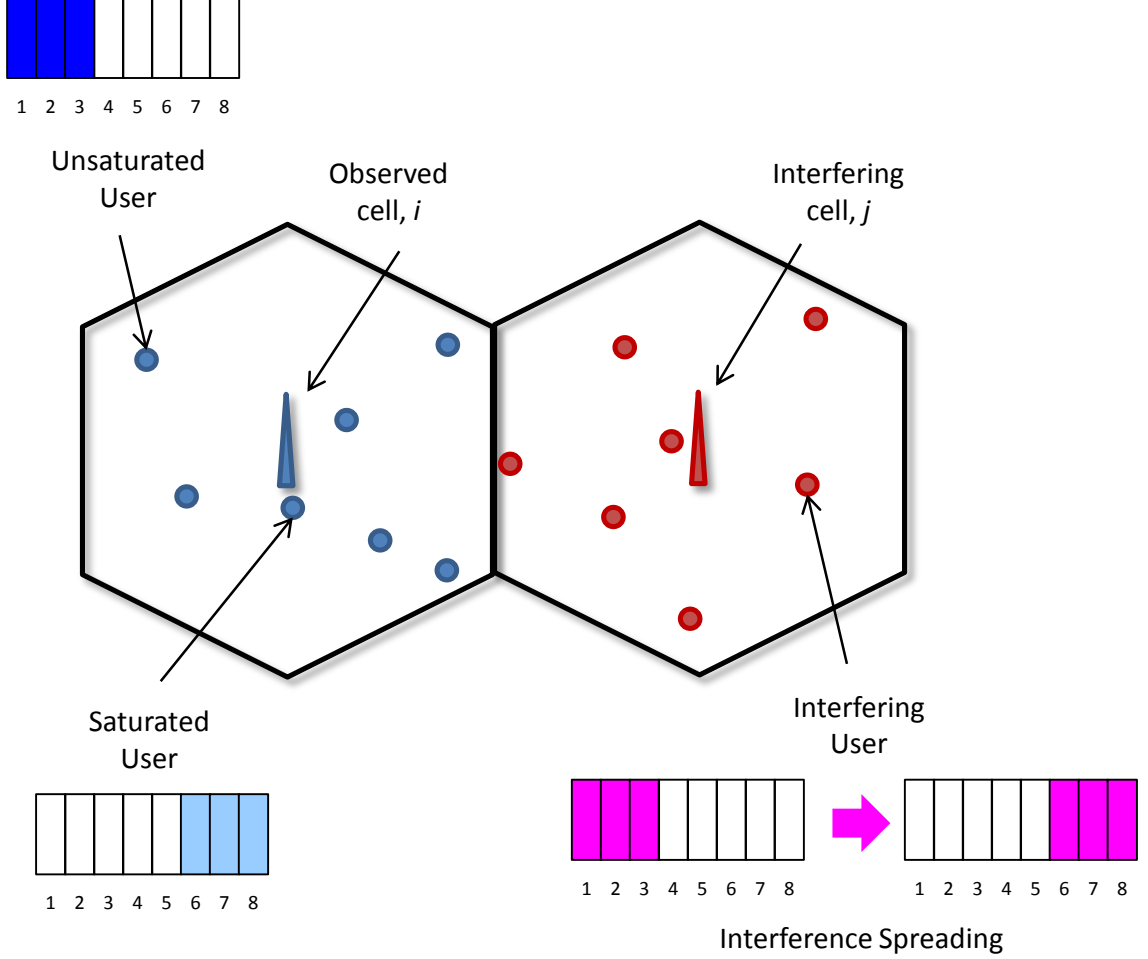 1 2 3 4 5 6 7 8
Unsaturated
User
Observed
cell, i
Interfering
cell, j
Saturated
User
1 2 3 4 5 6 7 8
Interfering
User
1 2 3 4 5 6 7 8
1 2 3 4 5 6 7 8
Interference Spreading